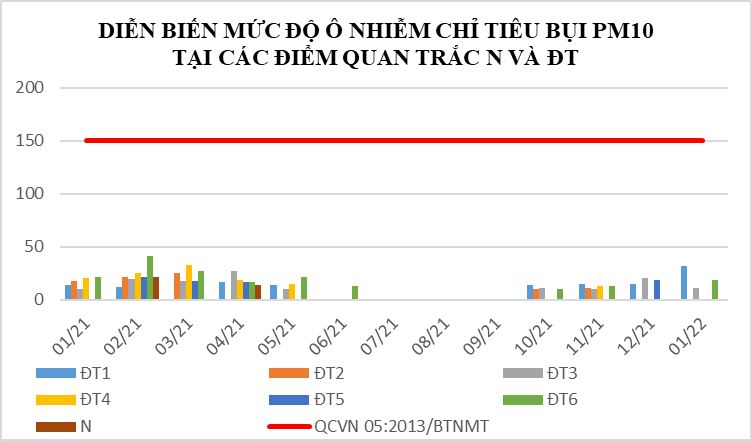 DIỄN BIẾN MỨC ĐỘ Ô NHIỄM CHỈ TIÊU BỤI PM10
TẠI CÁC ĐIỂM QUAN TRẮC N VÀ ĐT
200
150
100
50
0
01/21 02/21 03/21 04/21 05/21 06/21 07/21 08/21 09/21 10/21 11/21 12/21 01/22
ĐT1 ĐT2 ĐT3
ĐT4 ĐT5 ĐT6
N QCVN 05:2013/BTNMT